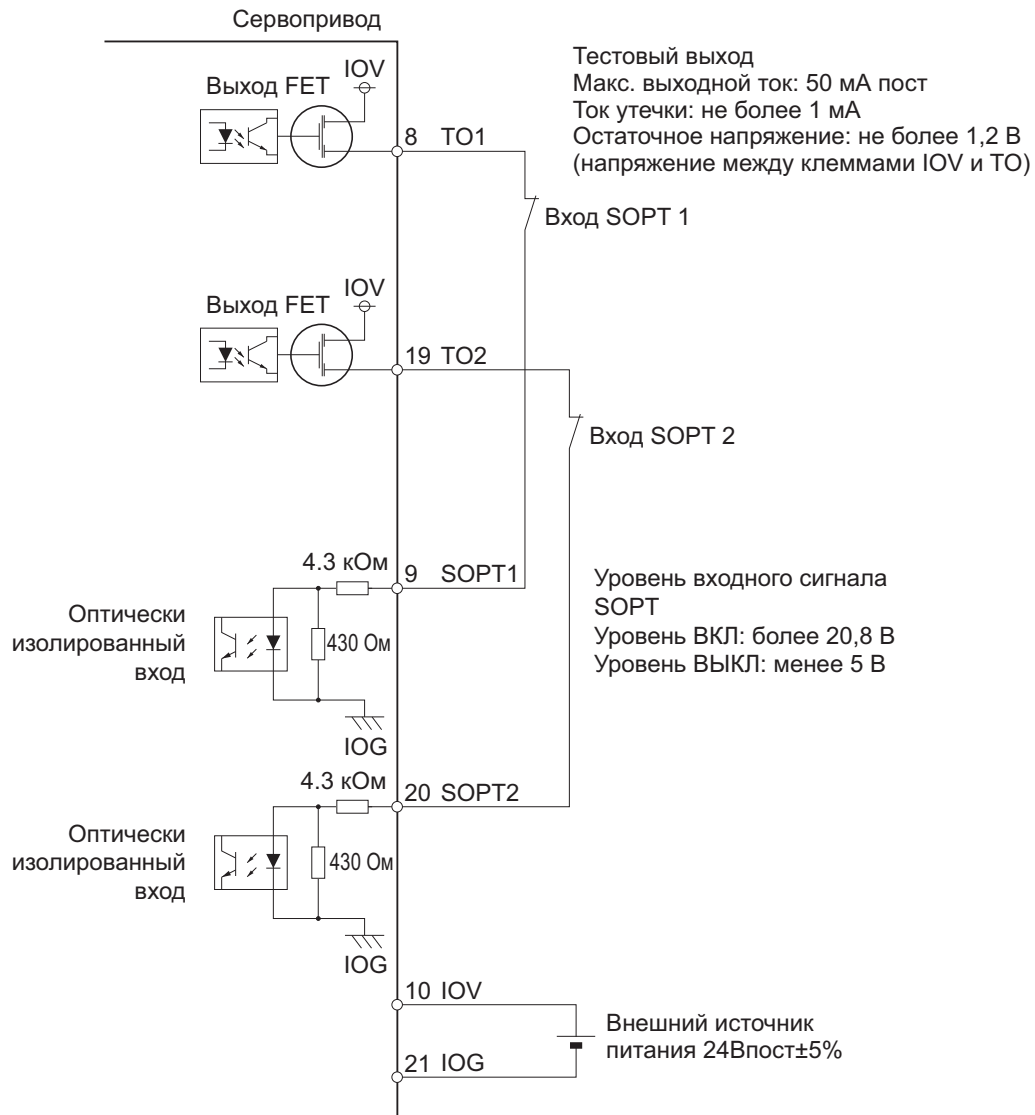 Сервопривод
Тестовый выход
Макс. выходной ток: 50 мА пост
Ток утечки: не более 1 мА
Остаточное напряжение: не более 1,2 В
(напряжение между клеммами IOV и TO)
IOV
Выход FET
8 TO1
Вход SOPT 1
IOV
Выход FET
19 TO2
Вход SOPT 2
4.3 кОм
9 SOPT1
Оптически
изолированный
вход
430 Ом
IOG
Уровень входного сигнала
SOPT
Уровень ВКЛ: более 20,8 В
Уровень ВЫКЛ: менее 5 В
4.3 кОм
20 SOPT2
Оптически
изолированный
вход
430 Ом
IOG
10 IOV
Внешний источник
питания 24Впост±5%
21 IOG